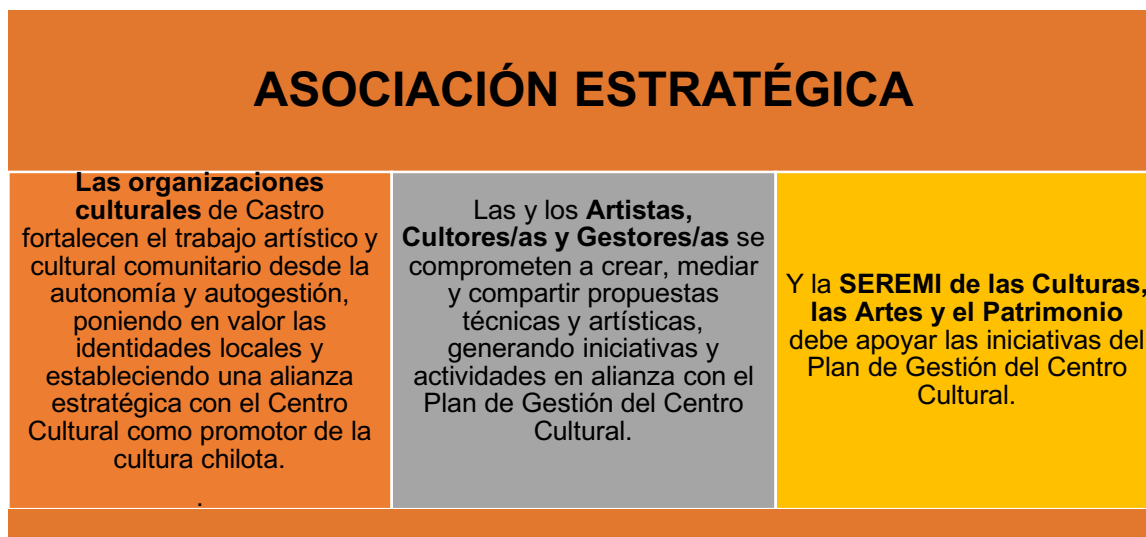 ASOCIACIÓN ESTRATÉGICA
Las organizaciones
culturales de Castro
fortalecen el trabajo artístico y
cultural comunitario desde la
autonomía y autogestión,
poniendo en valor las
identidades locales y
estableciendo una alianza
estratégica con el Centro
Cultural como promotor de la
cultura chilota.
.
Las y los Artistas,
Cultores/as y Gestores/as se
comprometen a crear, mediar
y compartir propuestas
técnicas y artísticas,
generando iniciativas y
actividades en alianza con el
Plan de Gestión del Centro
Cultural.
Y la SEREMI de las Culturas,
las Artes y el Patrimonio
debe apoyar las iniciativas del
Plan de Gestión del Centro
Cultural.